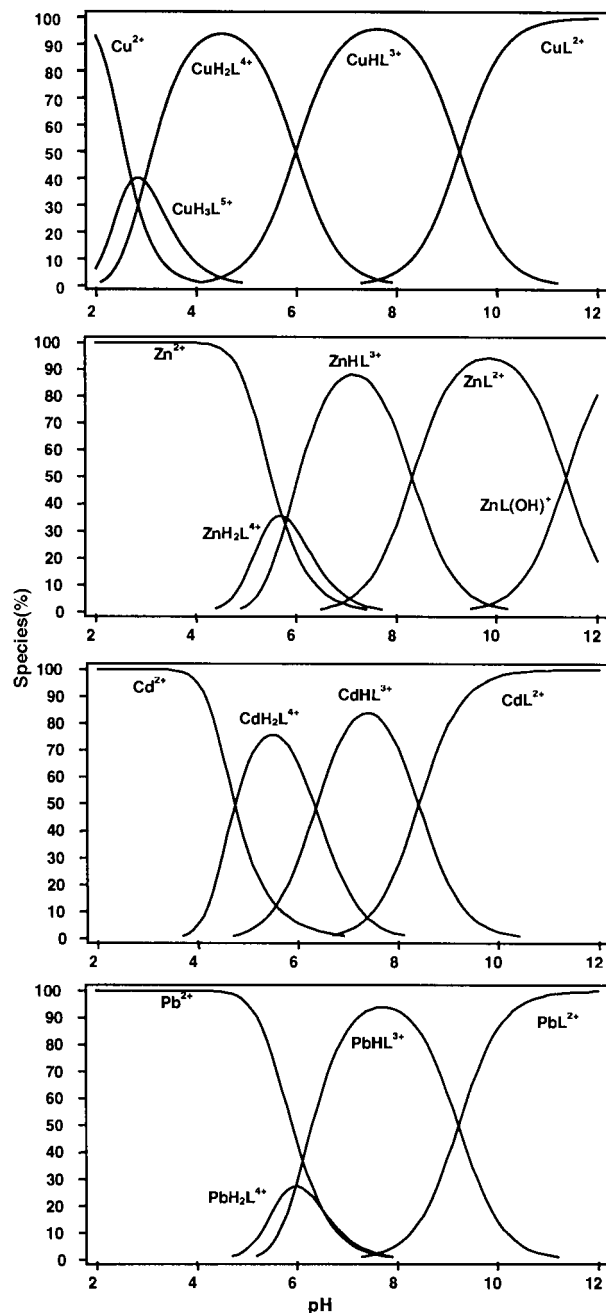 100
90
80
70
60
50
40
30
20
10
0
Cu²⁺
CuH₂L⁴⁺
CuHL³⁺
CuL²⁺
CuH₃L⁵⁺
2 4 6 8 10 12
100
90
80
70
60
50
40
30
20
10
0
Zn²⁺
ZnHL³⁺
ZnL²⁺
ZnH₂L⁴⁺
ZnL(OH)⁺
2 4 6 8 10 12
Species(%)
100
90
80
70
60
50
40
30
20
10
0
Cd²⁺
CdH₂L⁴⁺
CdHL³⁺
CdL²⁺
2 4 6 8 10 12
100
90
80
70
60
50
40
30
20
10
0
Pb²⁺
PbHL³⁺
PbL²⁺
PbH₂L⁴⁺
2 4 6 8 10 12
pH